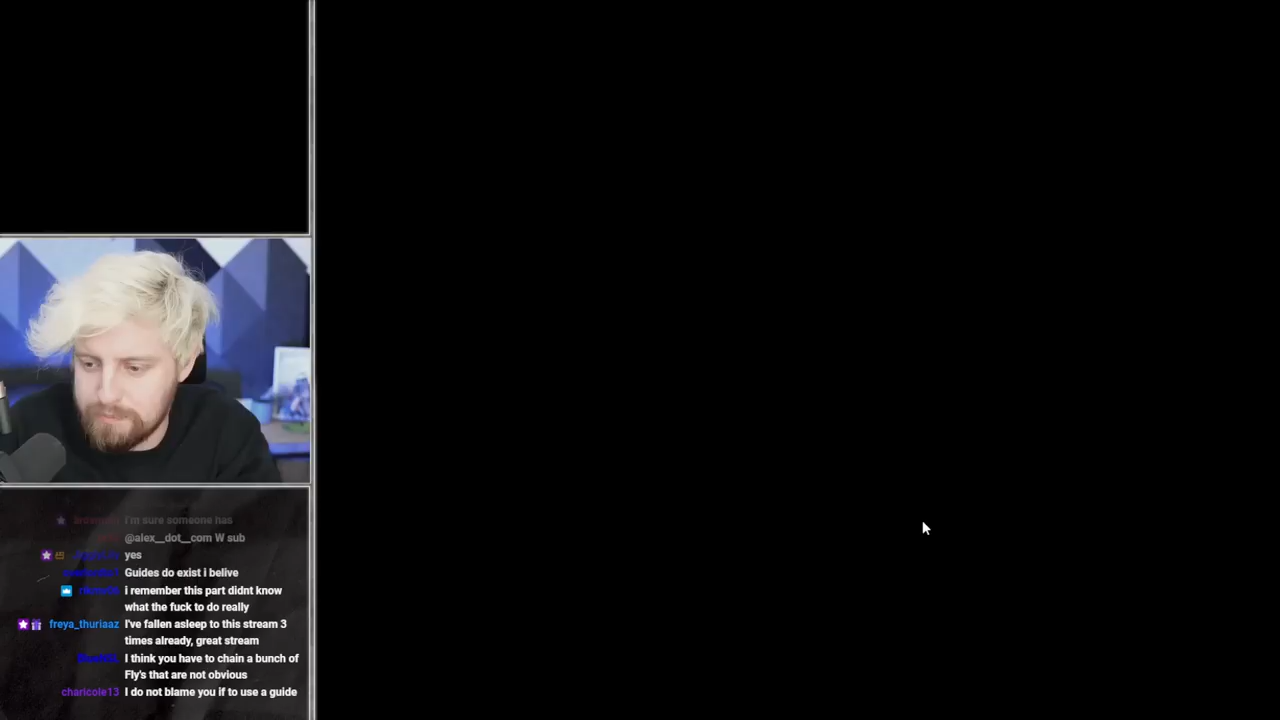 I'm sure someone has
@alex__dot__com W sub
yes
Guides do exist i belive
i remember this part didnt know
what the fuck to do really
freya_thuriaaz I've fallen asleep to this stream 3
times already, great stream
I think you have to chain a bunch of
Fly's that are not obvious
charicole13 I do not blame you if to use a guide